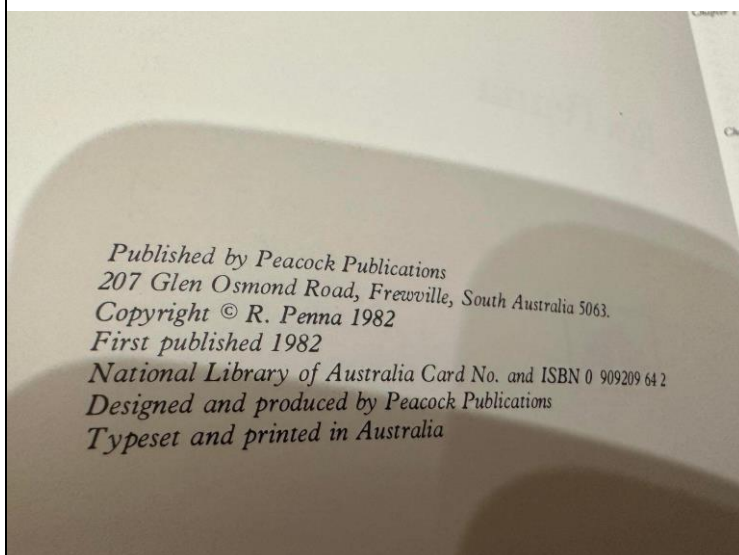 Published by Peacock Publications
207 Glen Osmond Road, Frewville, South Australia 5063.
Copyright © R. Penna 1982
First published 1982
National Library of Australia Card No. and ISBN 0 909209 64 2
Designed and produced by Peacock Publications
Typeset and printed in Australia